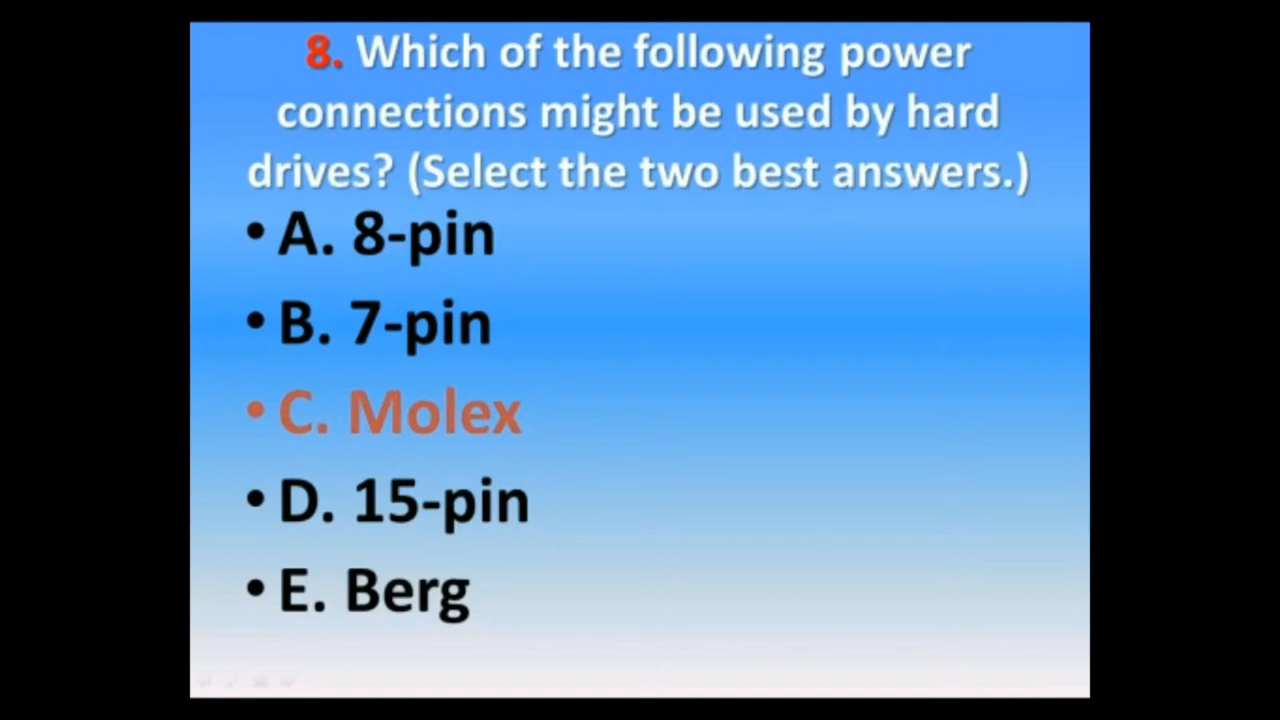 8. Which of the following power
connections might be used by hard
drives? (Select the two best answers.)
• A. 8-pin
• B. 7-pin
• C. Molex
• D. 15-pin
• E. Berg